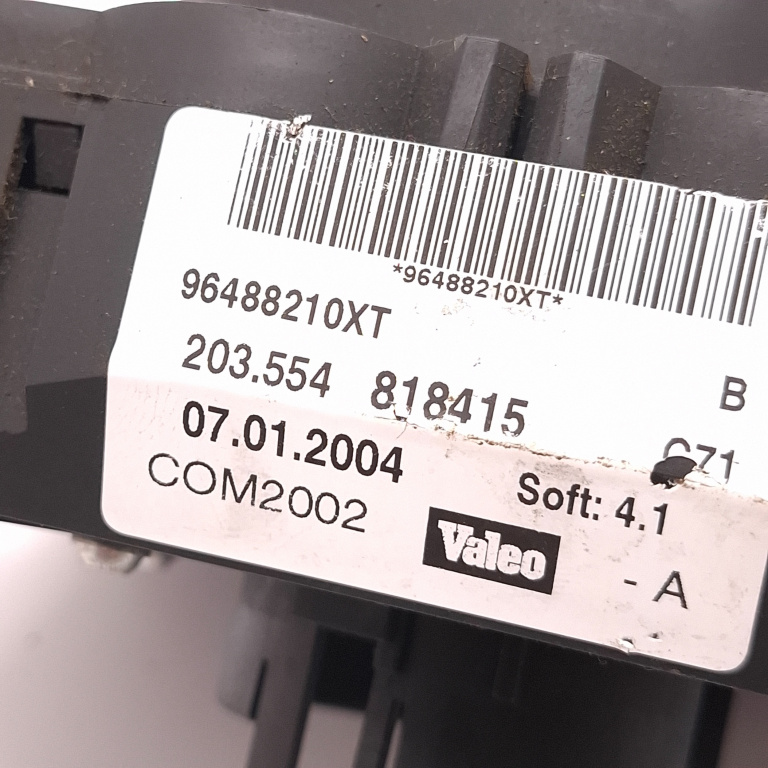 *96488210XT*
96488210XT
203.554 818415 B
07.01.2004
COM2002 Soft: 4.1
Valeo - A